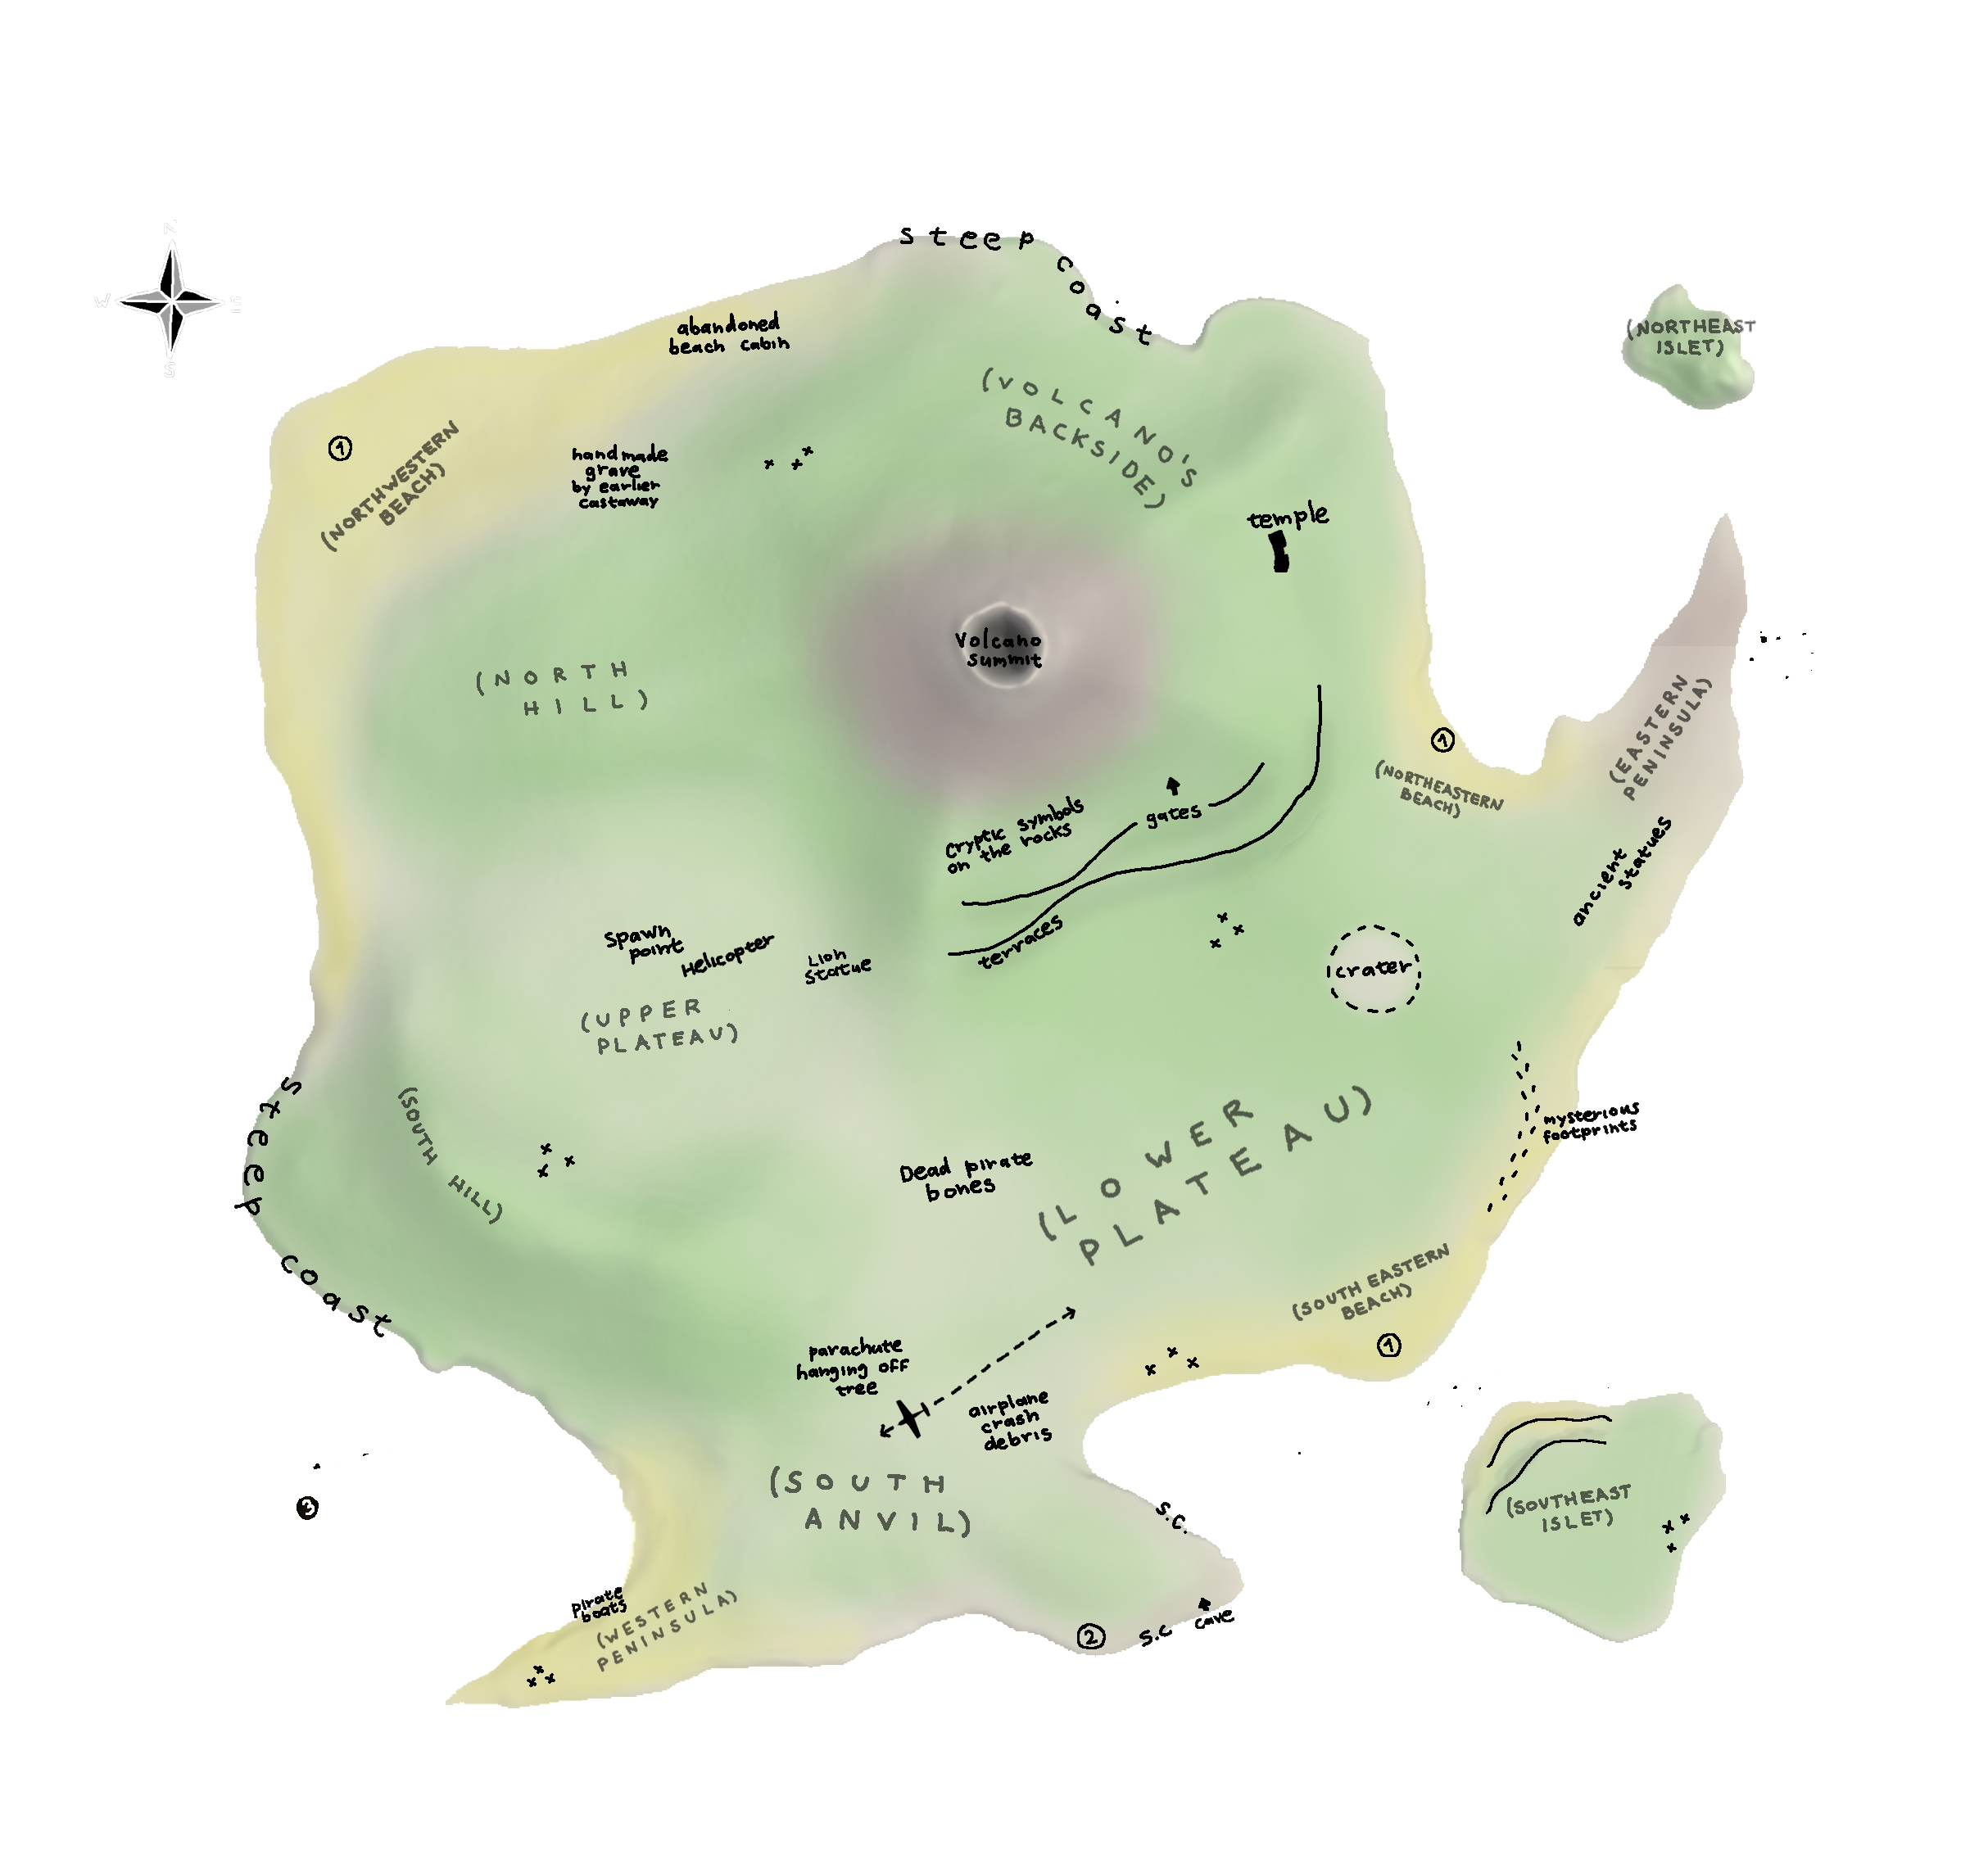 steep
coast
N
W
E
S
(NORTHEAST
ISLET)
abandoned
beach cabin
(VOLCANO'S
BACKSIDE)
1
(NORTHWESTERN
BEACH)
handmade
grave
by earlier
castaway
x x x
temple
Volcano
summit
(NORTH
HILL)
(EASTERN
PENINSULA)
1
(NORTHEASTERN
BEACH)
gates
cryptic symbols
on the rocks
ancient
statues
terraces
x x x
spawn
point
Helicopter
Lion
statue
crater
(UPPER
PLATEAU)
steep
coast
(SOUTH HILL)
x x x
mysterious
footprints
Dead pirate
bones
(LOWER
PLATEAU)
(SOUTH EASTERN
BEACH)
1
x x x
parachute
hanging off
tree
airplane
crash
debris
(SOUTH
ANVIL)
3
s.c.
(SOUTHEAST
ISLET)
x x x
pirate
boats
(WESTERN
PENINSULA)
x x x
2
s.c
cave